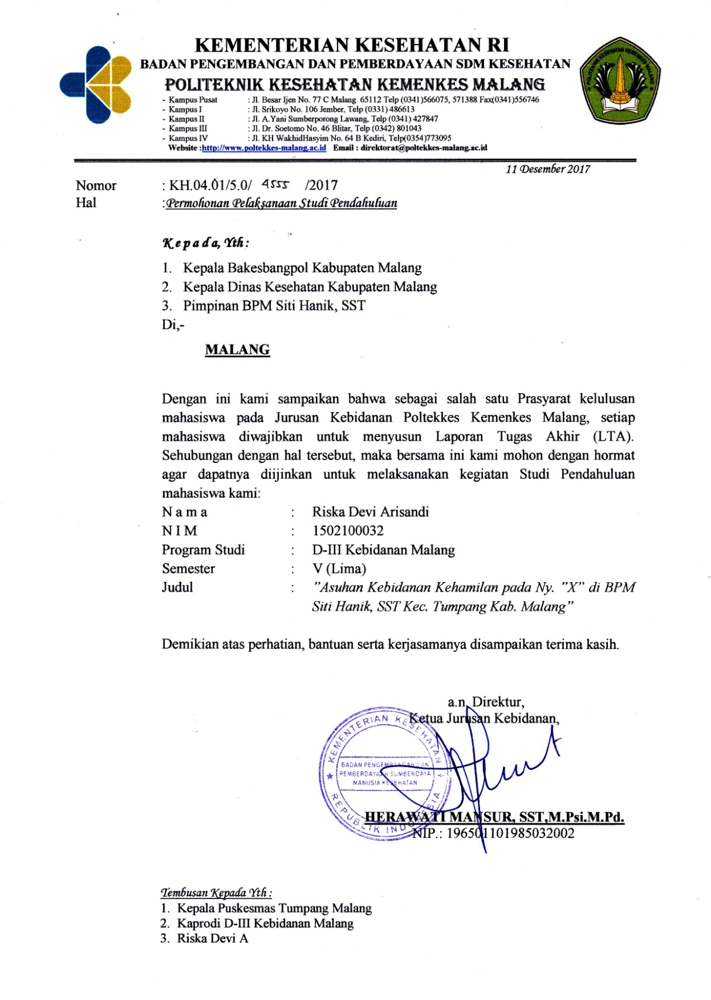 KEMENTERIAN KESEHATAN RI
BADAN PENGEMBANGAN DAN PEMBERDAYAAN SDM KESEHATAN
POLITEKNIK KESEHATAN KEMENKES MALANG
- Kampus Pusat : Jl. Besar Ijen No. 77 C Malang 65112 Telp (0341)566075, 571388 Fax(0341)556746
- Kampus I : Jl. Srikoyo No. 106 Jember, Telp (0331) 486613
- Kampus II : Jl. A.Yani Sumberporong Lawang, Telp (0341) 427847
- Kampus III : Jl. Dr. Soetomo No. 46 Blitar, Telp (0342) 801043
- Kampus IV : Jl. KH WakhidHasyim No. 64 B Kediri, Telp(0354)773095
Website :http://www.poltekkes-malang.ac.id Email : direktorat@poltekkes-malang.ac.id
11 Desember 2017
Nomor : KH.04.01/5.0/ /2017
Hal :Permohonan Pelaksanaan Studi Pendahuluan
Kepada, Yth:
1. Kepala Bakesbangpol Kabupaten Malang
2. Kepala Dinas Kesehatan Kabupaten Malang
3. Pimpinan BPM Siti Hanik, SST
Di,-
MALANG
Dengan ini kami sampaikan bahwa sebagai salah satu Prasyarat kelulusan
mahasiswa pada Jurusan Kebidanan Poltekkes Kemenkes Malang, setiap
mahasiswa diwajibkan untuk menyusun Laporan Tugas Akhir (LTA).
Sehubungan dengan hal tersebut, maka bersama ini kami mohon dengan hormat
agar dapatnya diijinkan untuk melaksanakan kegiatan Studi Pendahuluan
mahasiswa kami:
N a m a : Riska Devi Arisandi
N I M : 1502100032
Program Studi : D-III Kebidanan Malang
Semester : V (Lima)
Judul : ”Asuhan Kebidanan Kehamilan pada Ny. ”X” di BPM
Siti Hanik, SST Kec. Tumpang Kab. Malang”
Demikian atas perhatian, bantuan serta kerjasamanya disampaikan terima kasih.
a.n. Direktur,
Ketua Jurusan Kebidanan,
KEMENTERIAN KESEHATAN
BADAN PENGEMBANGAN DAN
PEMBERDAYAAN SUMBERDAYA
MANUSIA KESEHATAN
REPUBLIK INDONESIA
HERAWATI MANSUR, SST,M.Psi.M.Pd.
NIP.: 196501101985032002
Tembusan Kepada Yth :
1. Kepala Puskesmas Tumpang Malang
2. Kaprodi D-III Kebidanan Malang
3. Riska Devi A